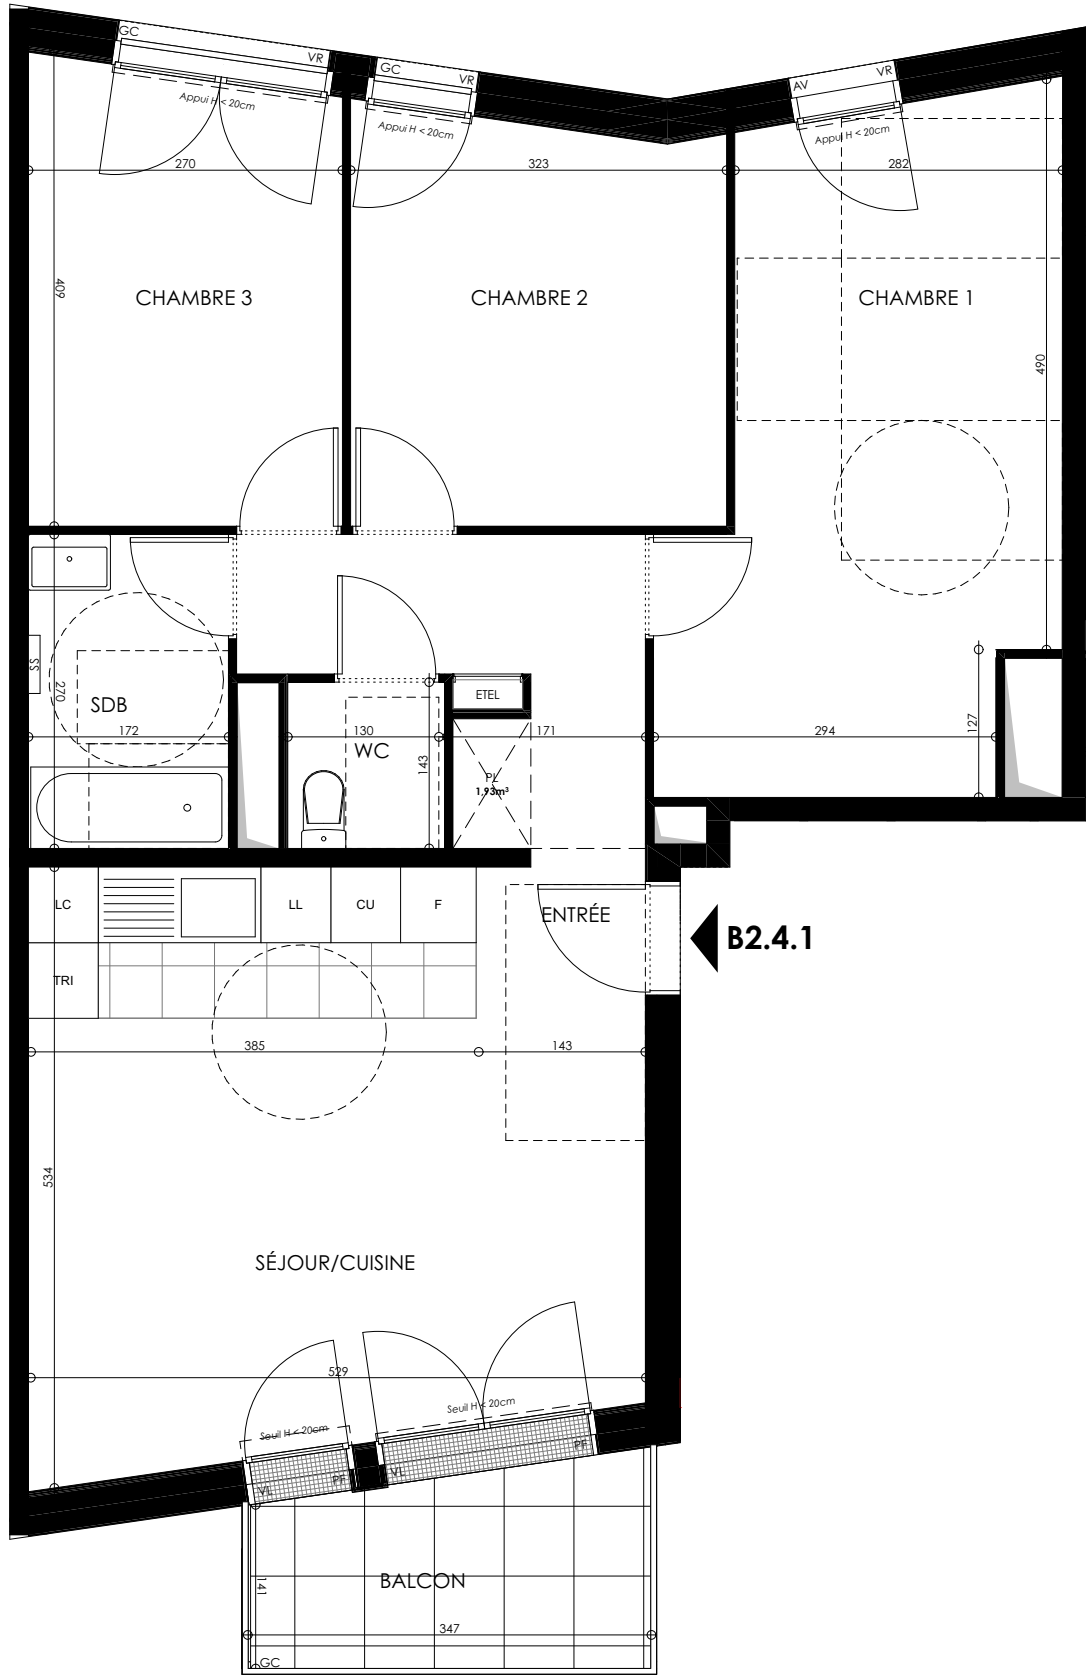 GC
VR
GC
VR
AV
VR
Appui H < 20cm
Appui H < 20cm
Appui H < 20cm
270
323
282
409
CHAMBRE 3
CHAMBRE 2
CHAMBRE 1
490
SS
270
SDB
172
130
WC
143
ETEL
171
PL
1,93m³
294
127
LC
LL
CU
F
ENTRÉE
B2.4.1
TRI
385
143
534
SÉJOUR/CUISINE
529
Seuil H < 20cm
Seuil H < 20cm
VL
PF
VL
PF
BALCON
141
347
GC